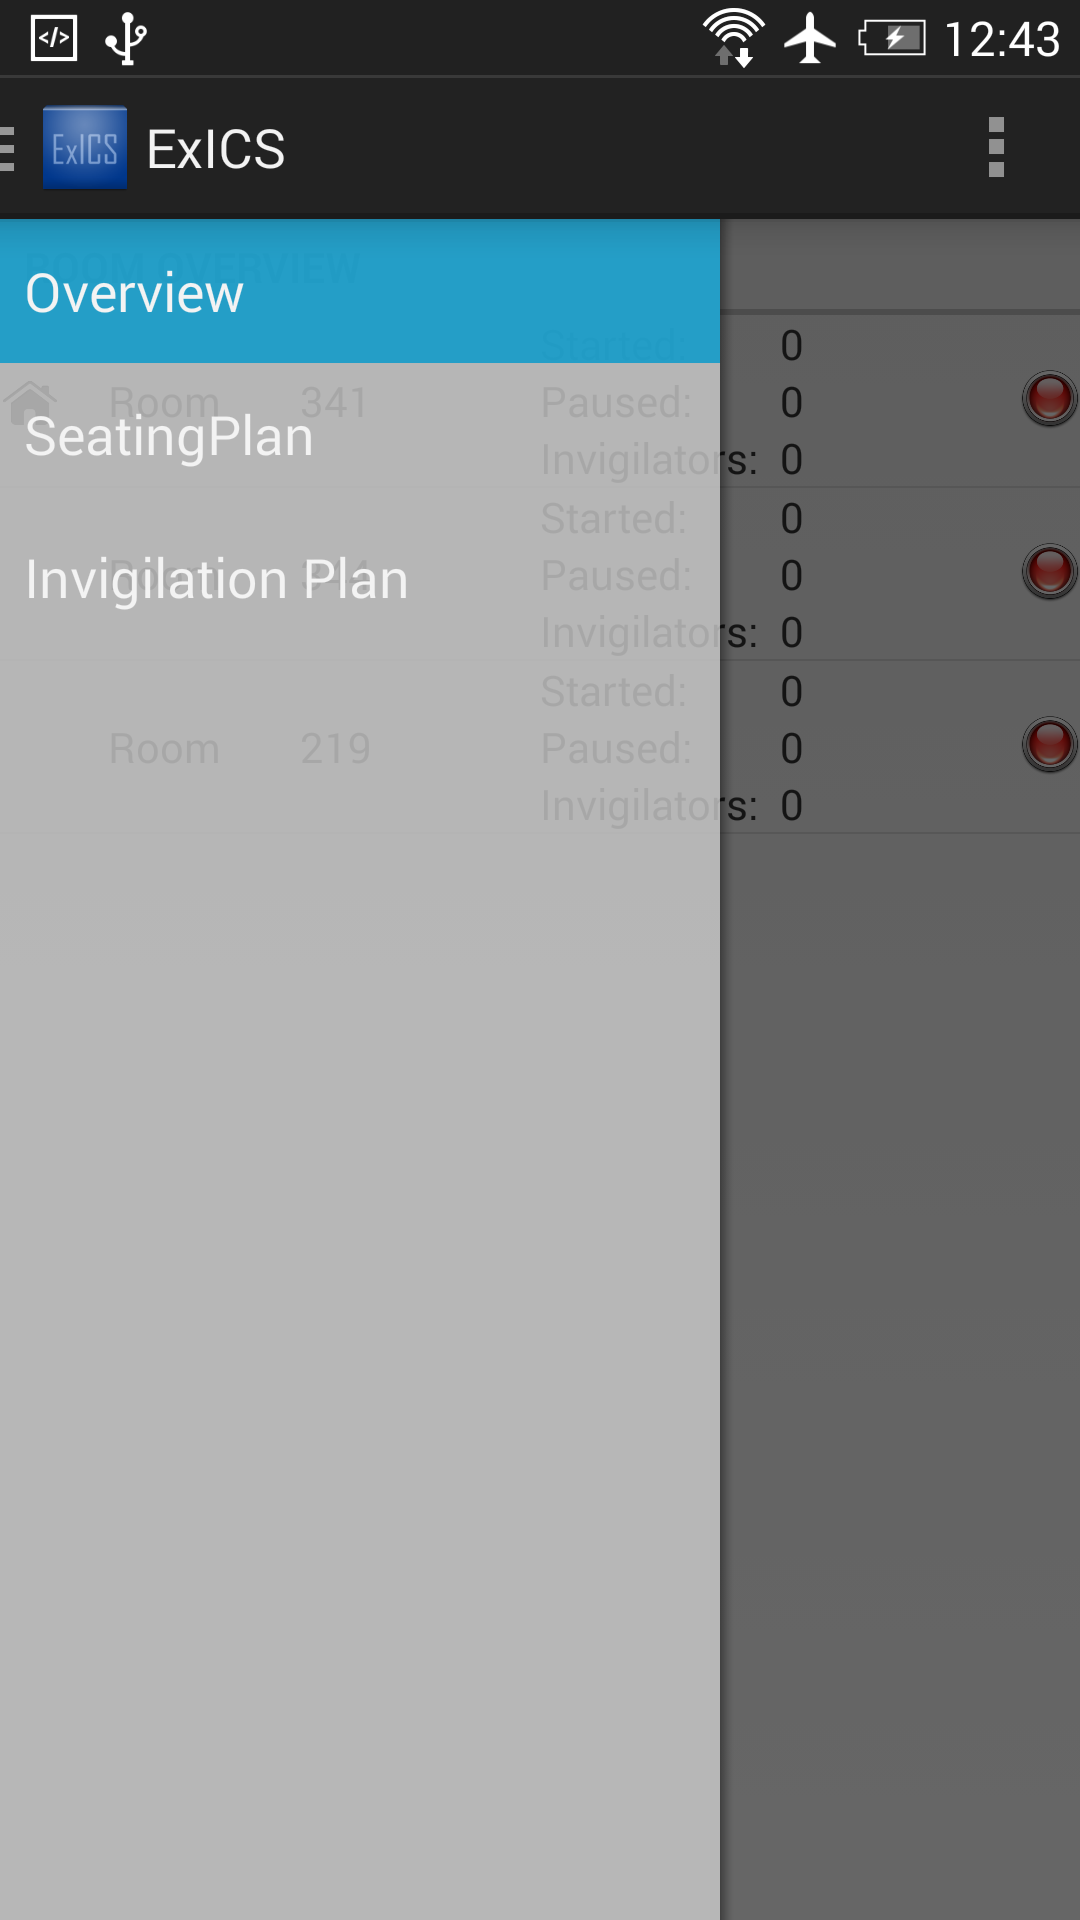 </> 12:43
ExICS ExICS
ROOM OVERVIEW
Overview
Started: 0
Room 341 Paused: 0
SeatingPlan
Invigilators: 0
Started: 0
Room Paused: 0
Invigilation Plan
Invigilators: 0
Started: 0
Room 219 Paused: 0
Invigilators: 0